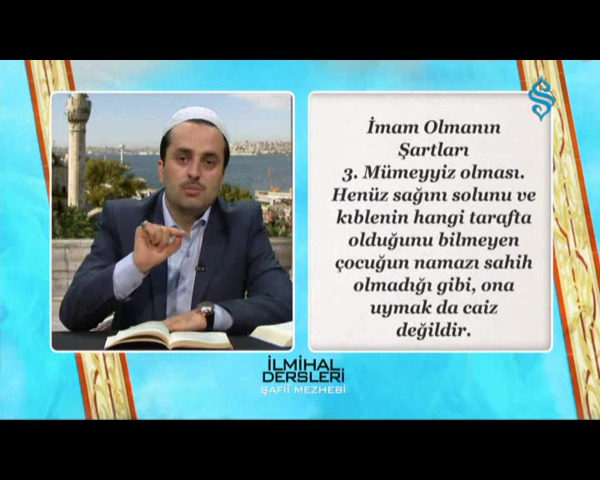 İmam Olmanın
Şartları
3. Mümeyyiz olması.
Henüz sağını solunu ve
kıblenin hangi tarafta
olduğunu bilmeyen
çocuğun namazı sahih
olmadığı gibi, ona
uymak da caiz
değildir.
İLMİHAL
DERSLERİ
ŞAFİİ MEZHEBİ